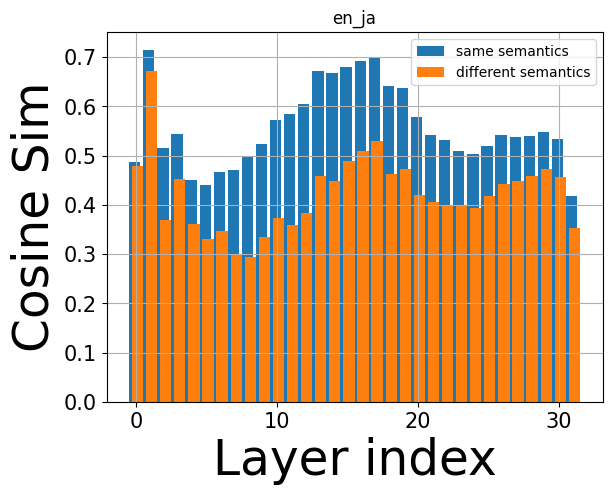 en_ja
same semantics
different semantics
Cosine Sim
0.7
0.6
0.5
0.4
0.3
0.2
0.1
0.0
0 10 20 30
Layer index